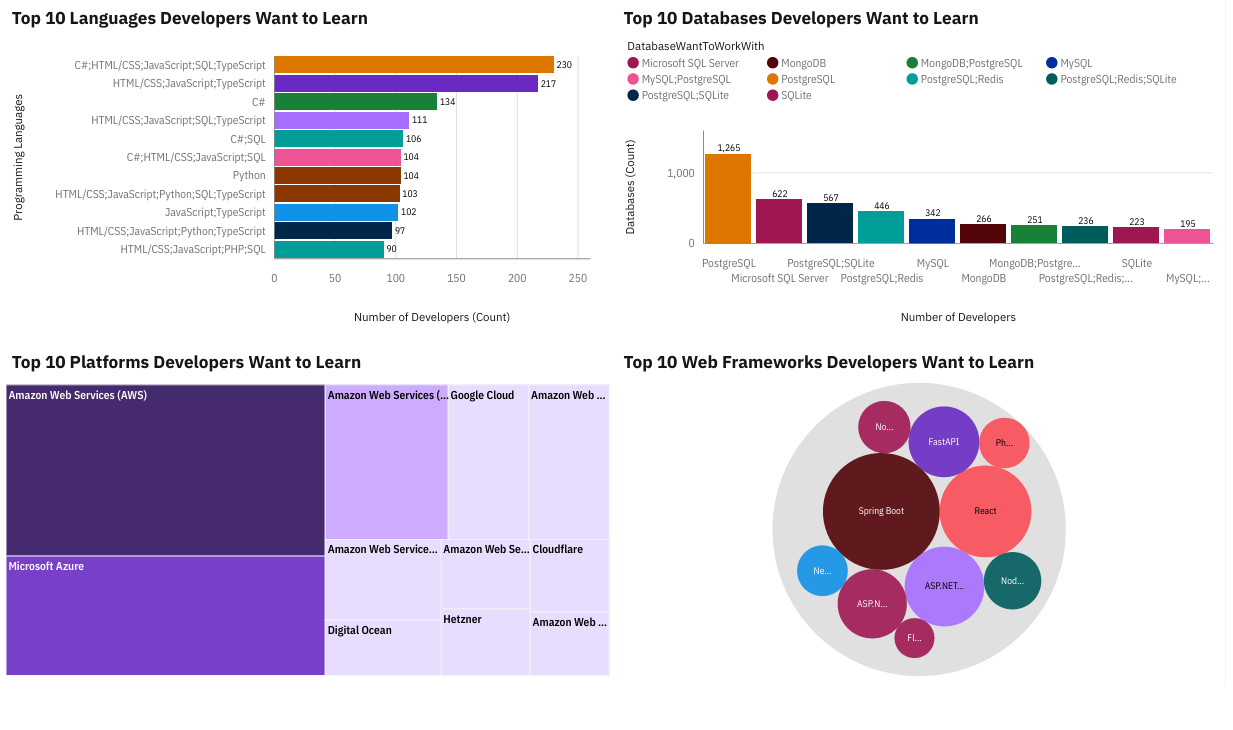 Top 10 Languages Developers Want to Learn
Programming Languages
C#;HTML/CSS;JavaScript;SQL;TypeScript 230
HTML/CSS;JavaScript;TypeScript 217
C# 134
HTML/CSS;JavaScript;SQL;TypeScript 111
C#;SQL 106
C#;HTML/CSS;JavaScript;SQL 104
Python 104
HTML/CSS;JavaScript;Python;SQL;TypeScript 103
JavaScript;TypeScript 102
HTML/CSS;JavaScript;Python;TypeScript 97
HTML/CSS;JavaScript;PHP;SQL 90
0 50 100 150 200 250
Number of Developers (Count)
Top 10 Databases Developers Want to Learn
DatabaseWantToWorkWith
Microsoft SQL Server MongoDB MongoDB;PostgreSQL MySQL
MySQL;PostgreSQL PostgreSQL PostgreSQL;Redis PostgreSQL;Redis;SQLite
PostgreSQL;SQLite SQLite
Databases (Count)
1,000
0
1,265 622 567 446 342 266 251 236 223 195
PostgreSQL PostgreSQL;SQLite MySQL MongoDB;Postgre... SQLite
Microsoft SQL Server PostgreSQL;Redis MongoDB PostgreSQL;Redis;... MySQL;...
Number of Developers
Top 10 Platforms Developers Want to Learn
Amazon Web Services (AWS)
Microsoft Azure
Amazon Web Services (... Google Cloud Amazon Web ...
Amazon Web Service... Amazon Web Se... Cloudflare
Digital Ocean Hetzner Amazon Web ...
Top 10 Web Frameworks Developers Want to Learn
No...
FastAPI
Ph...
Spring Boot
React
Ne...
ASP.N...
ASP.NET...
Nod...
Fl...